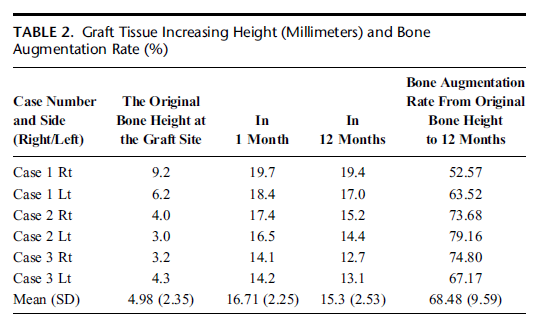 TABLE 2. Graft Tissue Increasing Height (Millimeters) and Bone
Augmentation Rate (%)
Bone Augmentation
Case Number The Original Rate From Original
and Side Bone Height at In In Bone Height
(Right/Left) the Graft Site 1 Month 12 Months to 12 Months
Case 1 Rt 9.2 19.7 19.4 52.57
Case 1 Lt 6.2 18.4 17.0 63.52
Case 2 Rt 4.0 17.4 15.2 73.68
Case 2 Lt 3.0 16.5 14.4 79.16
Case 3 Rt 3.2 14.1 12.7 74.80
Case 3 Lt 4.3 14.2 13.1 67.17
Mean (SD) 4.98 (2.35) 16.71 (2.25) 15.3 (2.53) 68.48 (9.59)